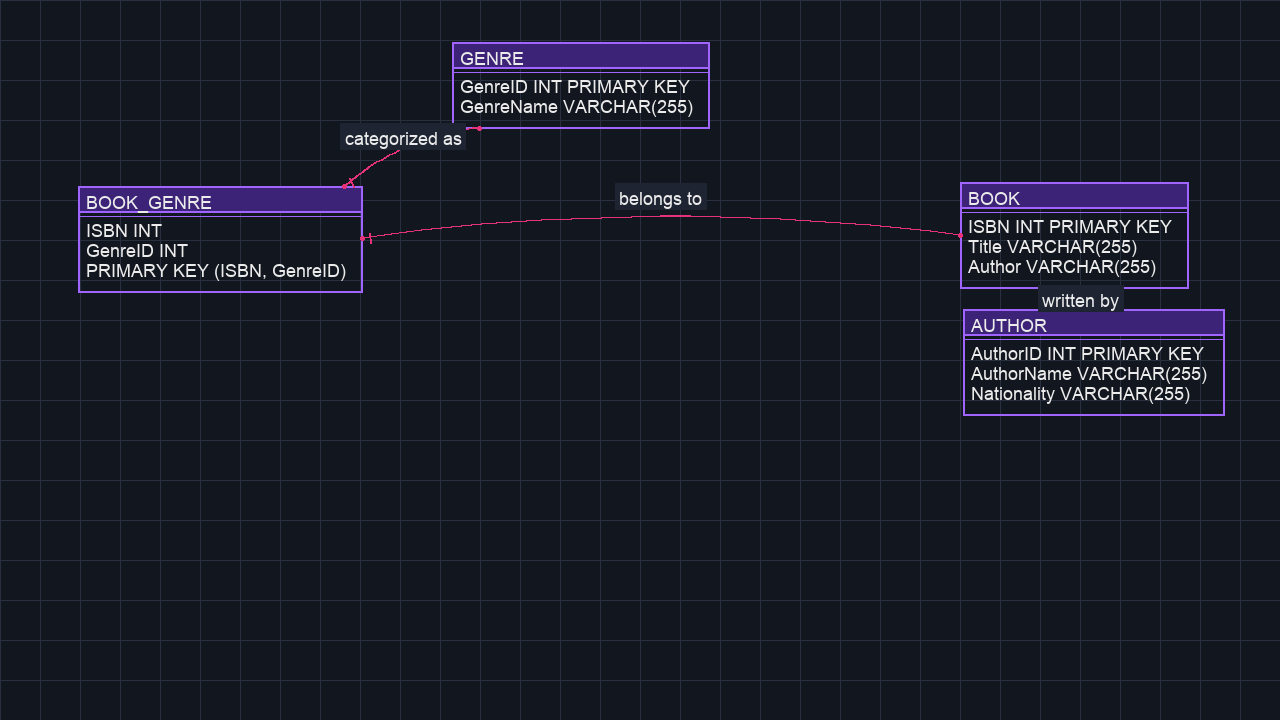 GENRE
GenreID INT PRIMARY KEY
GenreName VARCHAR(255)
categorized as
BOOK_GENRE
ISBN INT
GenreID INT
PRIMARY KEY (ISBN, GenreID)
belongs to
BOOK
ISBN INT PRIMARY KEY
Title VARCHAR(255)
Author VARCHAR(255)
written by
AUTHOR
AuthorID INT PRIMARY KEY
AuthorName VARCHAR(255)
Nationality VARCHAR(255)